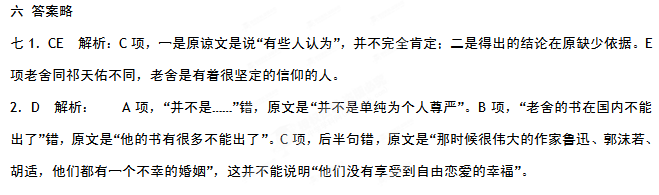 六 答案略
七 1．CE 解析：C 项，一是原谅文是说“有些人认为”，并不完全肯定；二是得出的结论在原缺少依据。E
项老舍同祁天佑不同，老舍是有着很坚定的信仰的人。
2．D 解析： A 项，“并不是……”错，原文是“并不是单纯为个人尊严”。B 项，“老舍的书在国内不能
出了”错，原文是“他的书有很多不能出了”。C 项，后半句错，原文是“那时候很伟大的作家鲁迅、郭沫若、
胡适，他们都有一个不幸的婚姻”，这并不能说明“他们没有享受到自由恋爱的幸福”。